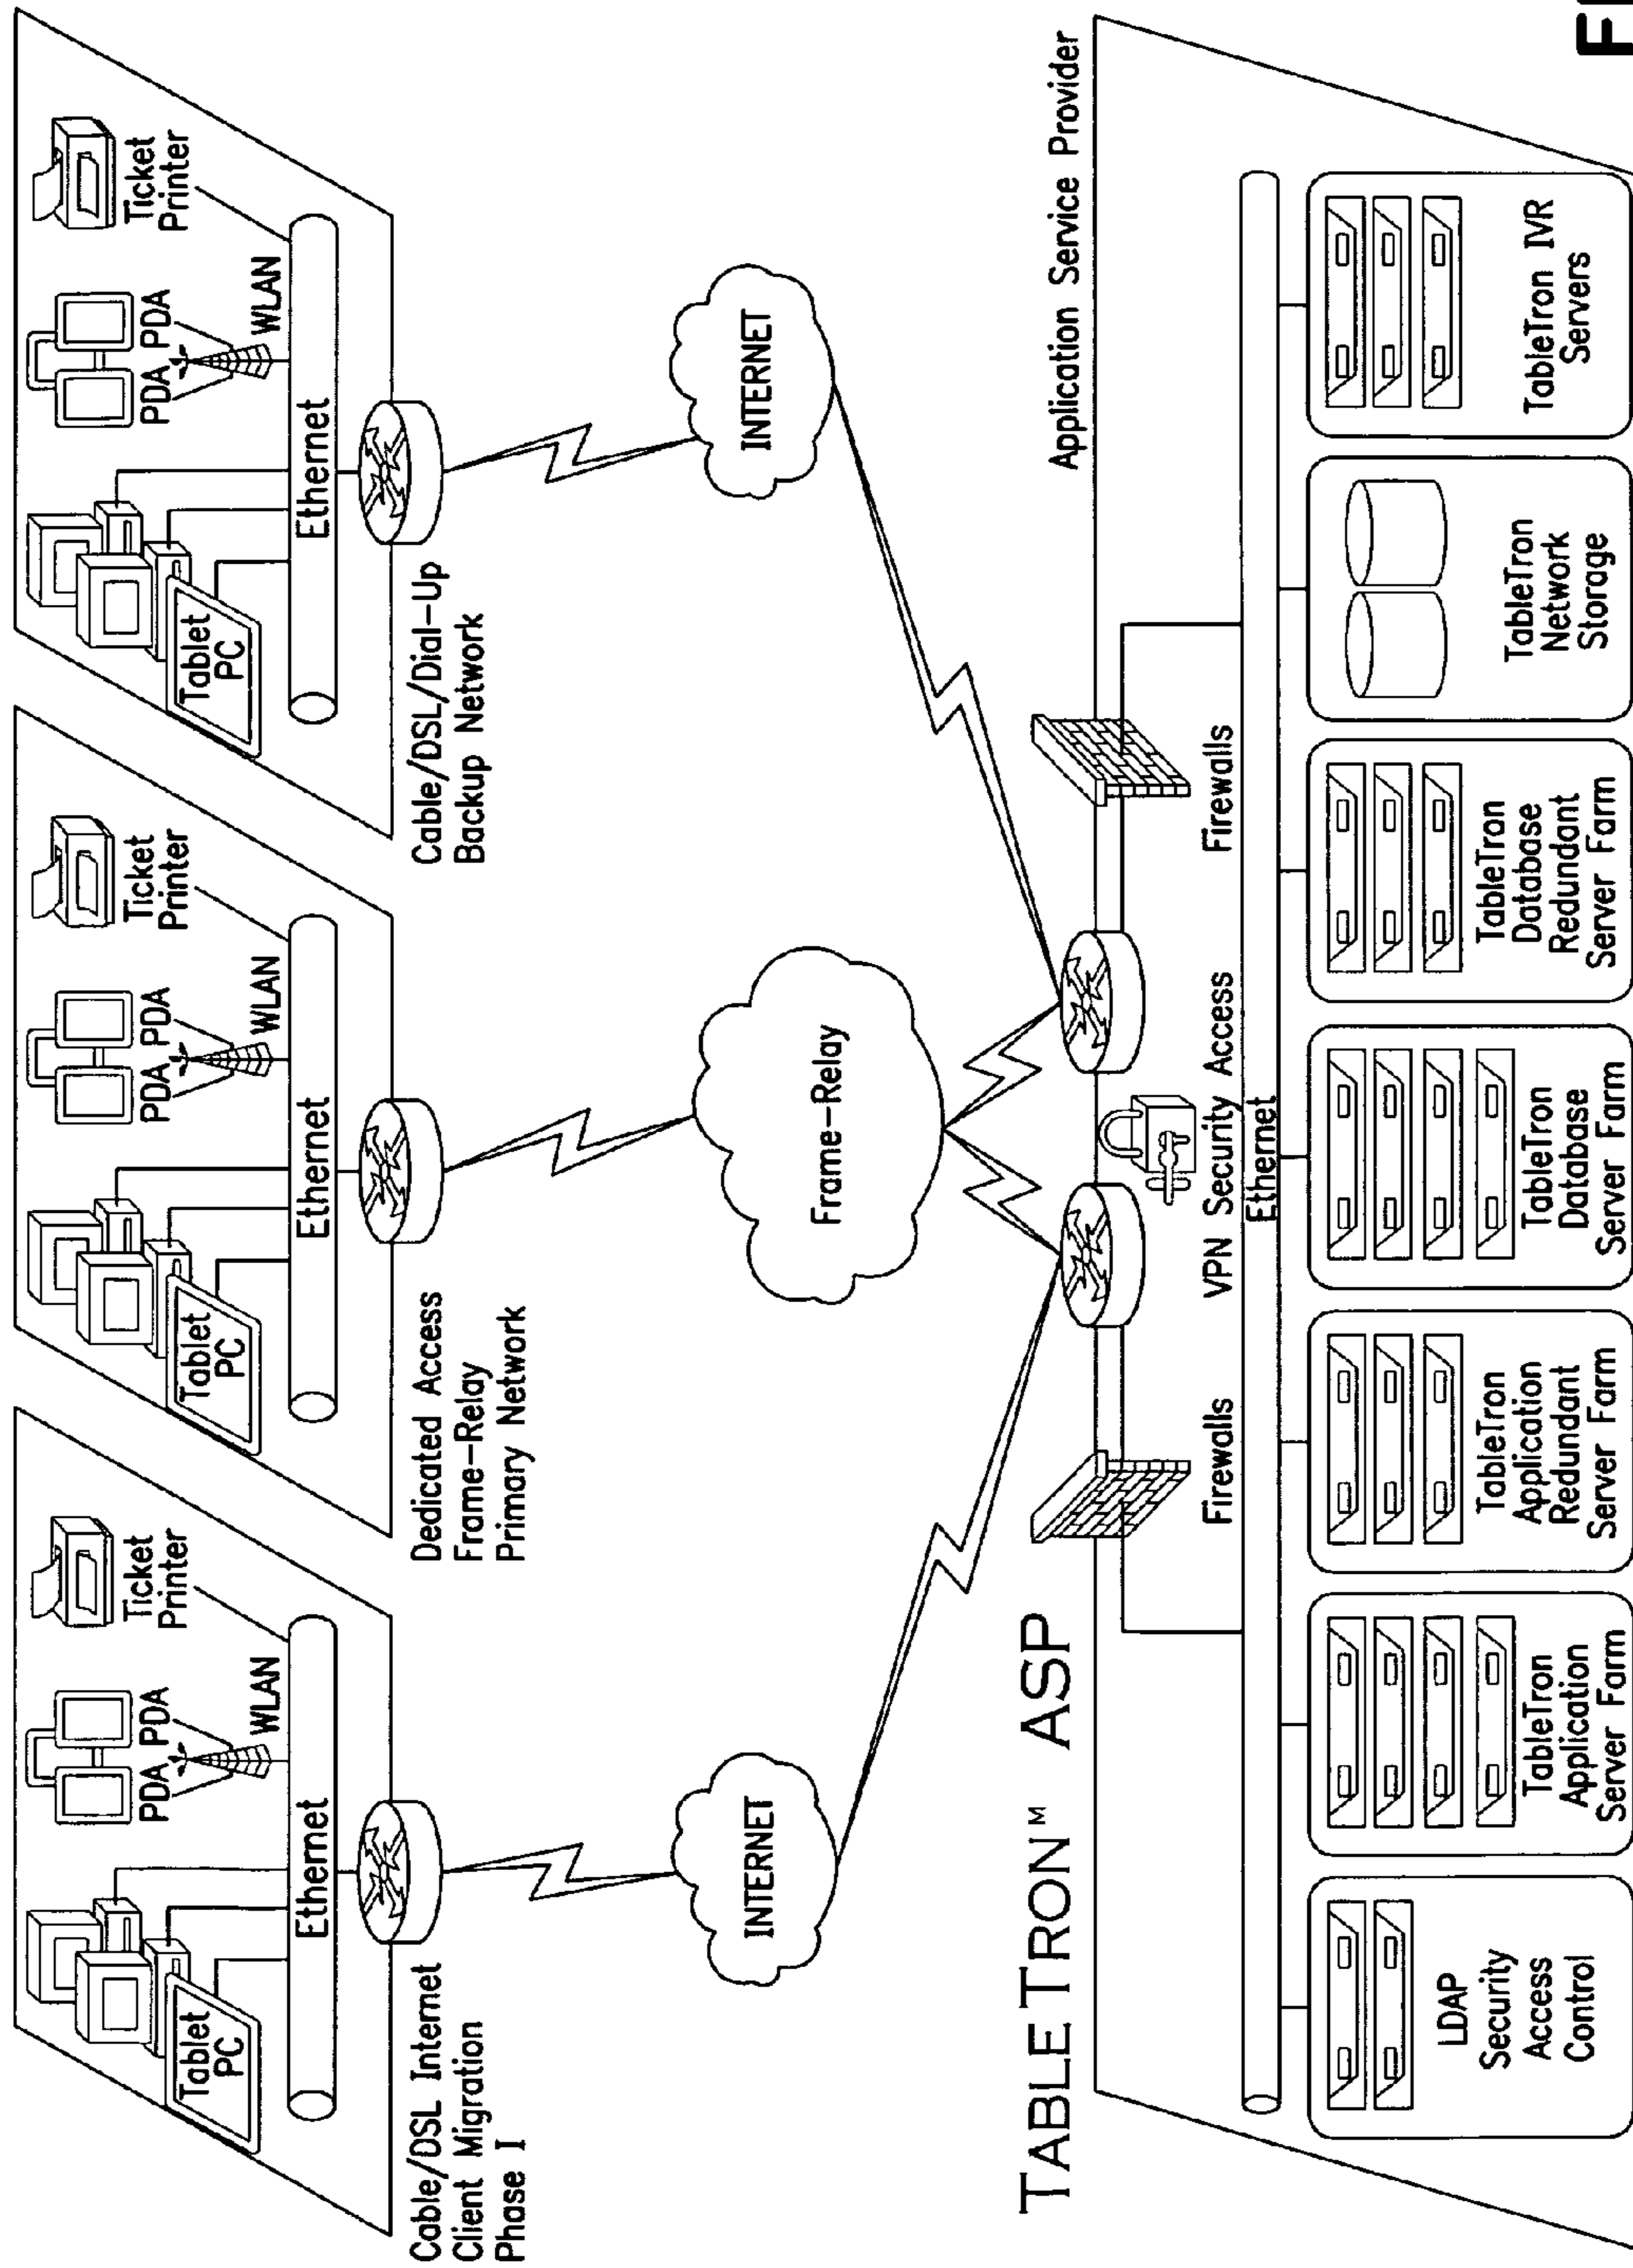 Ticket
Printer
PDA PDA
WLAN
Tablet
PC
Ethernet
Cable/DSL Internet
Client Migration
Phase I
Ticket
Printer
PDA PDA
WLAN
Tablet
PC
Ethernet
Dedicated Access
Frame-Relay
Primary Network
Ticket
Printer
PDA PDA
WLAN
Tablet
PC
Ethernet
Cable/DSL/Dial-Up
Backup Network
INTERNET
Frame-Relay
INTERNET
TABLETRON™ ASP
Application Service Provider
Firewalls
VPN Security Access
Firewalls
Ethernet
LDAP
Security
Access
Control
TableTron
Application
Server Farm
TableTron
Application
Redundant
Server Farm
TableTron
Database
Server Farm
TableTron
Database
Redundant
Server Farm
TableTron
Network
Storage
TableTron IVR
Servers